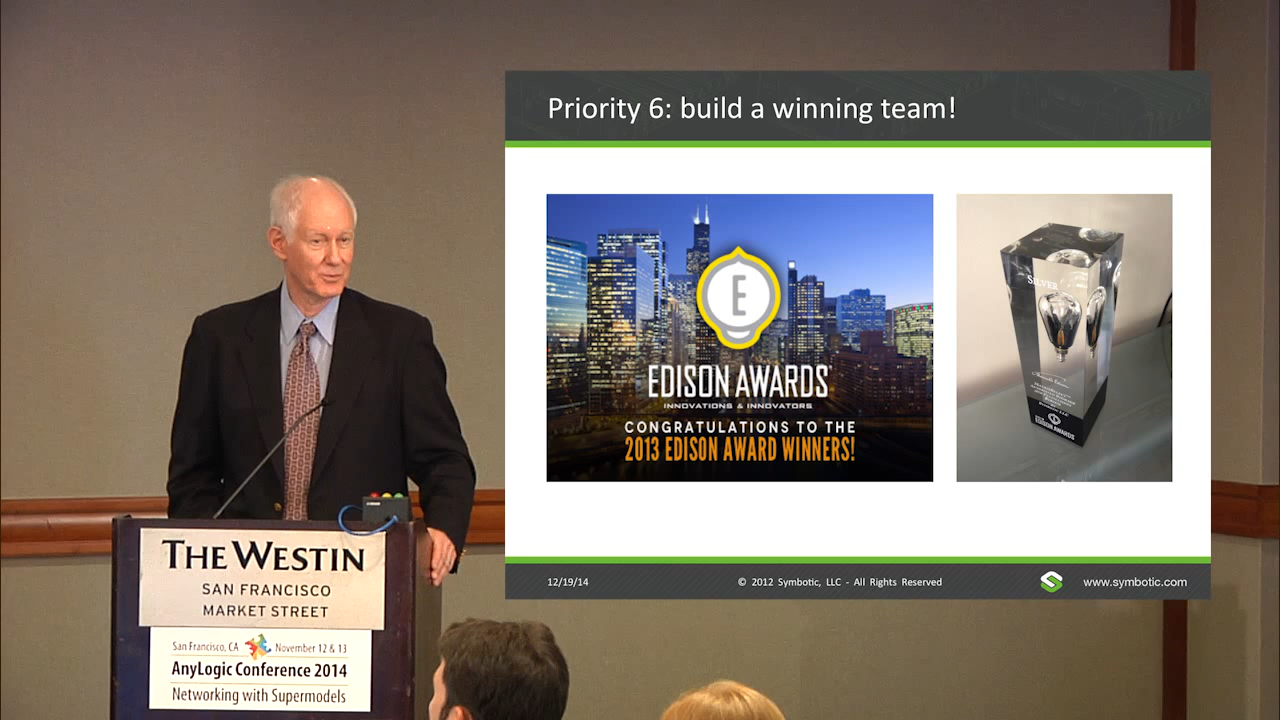 Priority 6: build a winning team!
E
EDISON AWARDS
INNOVATIONS & INNOVATORS
CONGRATULATIONS TO THE
2013 EDISON AWARD WINNERS!
SILVER
EDISON AWARDS
12/19/14
© 2012 Symbotic, LLC - All Rights Reserved
www.symbotic.com
THE WESTIN
SAN FRANCISCO
MARKET STREET
San Francisco, CA November 12 & 13
AnyLogic Conference 2014
Networking with Supermodels